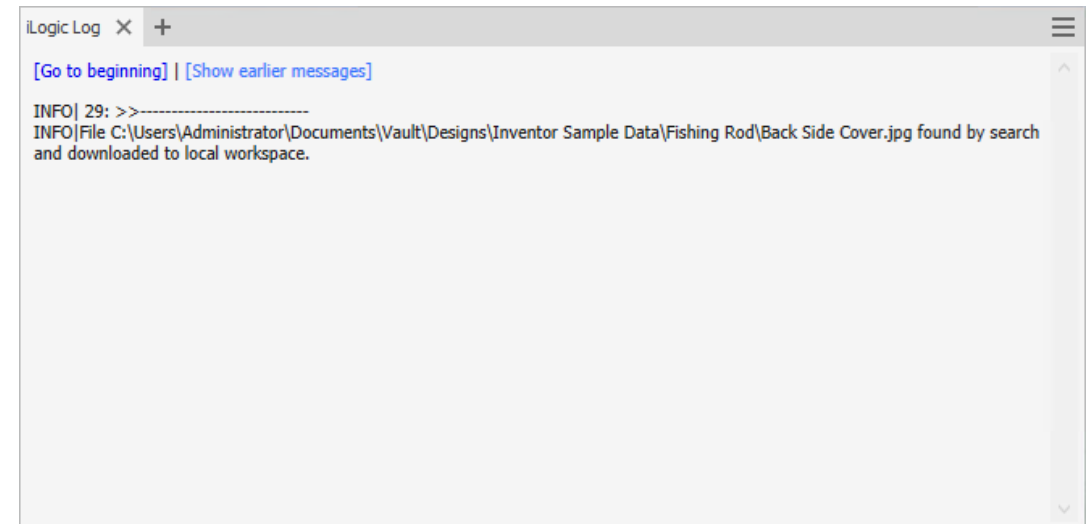 iLogic Log
[Go to beginning] | [Show earlier messages]
INFO| 29: >>---------------------------
INFO|File C:\Users\Administrator\Documents\Vault\Designs\Inventor Sample Data\Fishing Rod\Back Side Cover.jpg found by search
and downloaded to local workspace.